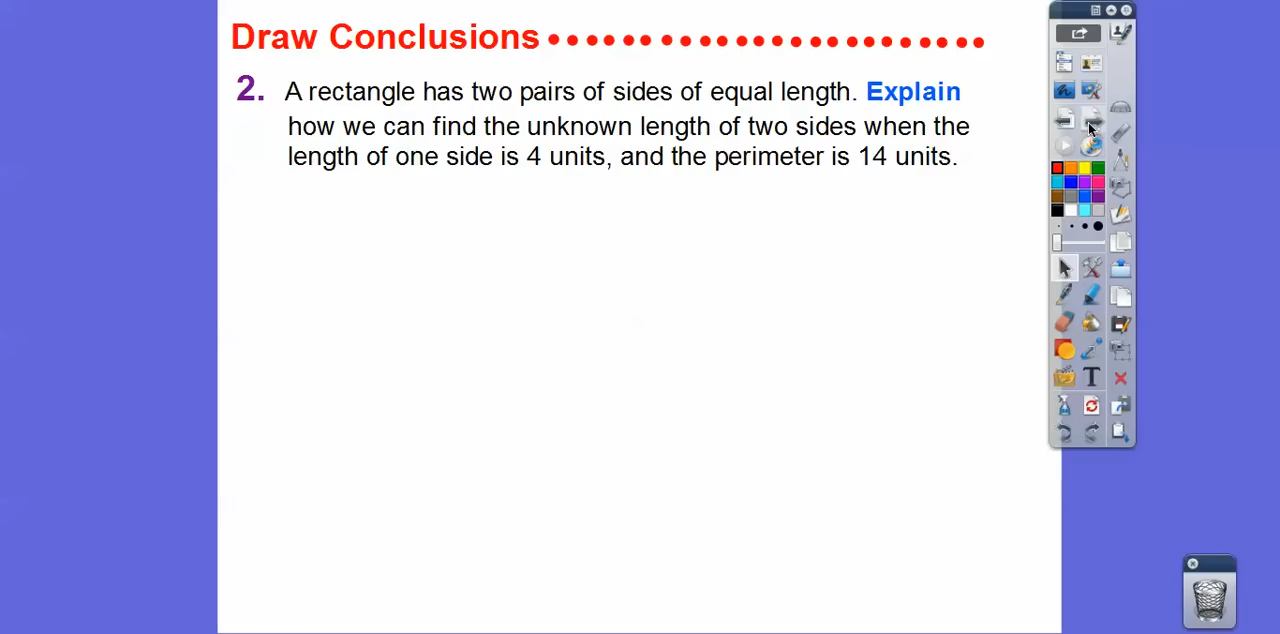 Draw Conclusions
2. A rectangle has two pairs of sides of equal length. Explain
how we can find the unknown length of two sides when the
length of one side is 4 units, and the perimeter is 14 units.
T